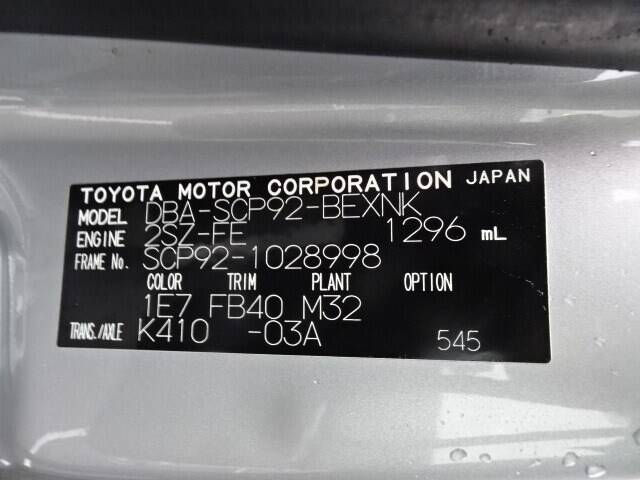 TOYOTA MOTOR CORPORATION JAPAN
MODEL DBA-SCP92-BEXNK
ENGINE 2SZ-FE 1296 mL
FRAME No. SCP92-1028998
COLOR TRIM PLANT OPTION
1E7 FB40 M32
TRANS./AXLE K410 -03A 545